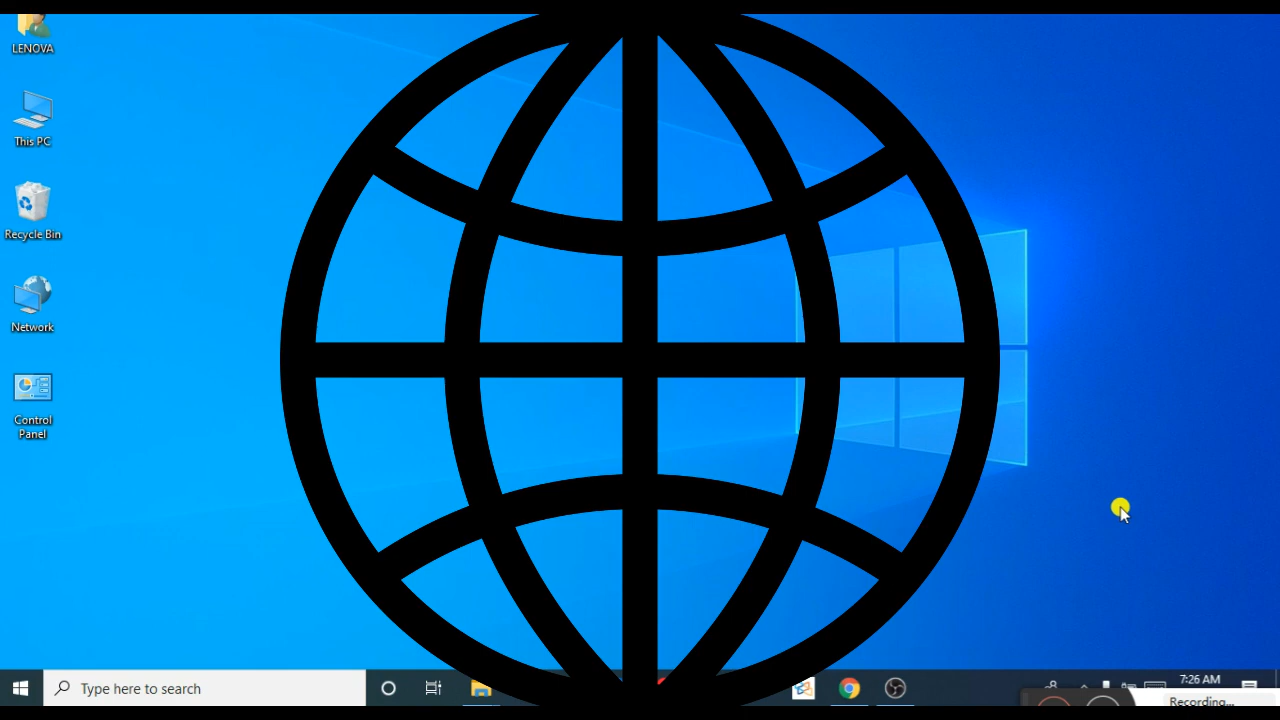 LENOVA
This PC
Recycle Bin
Network
Control
Panel
Type here to search
7:26 AM
Recording...